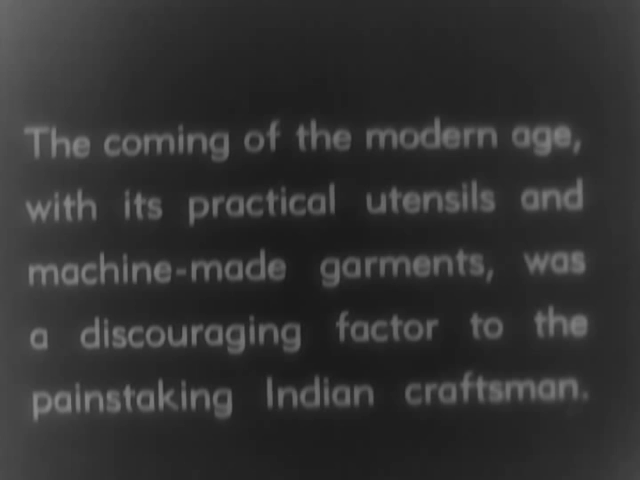 The coming of the modern age,
with its practical utensils and
machine-made garments, was
a discouraging factor to the
painstaking Indian craftsman.